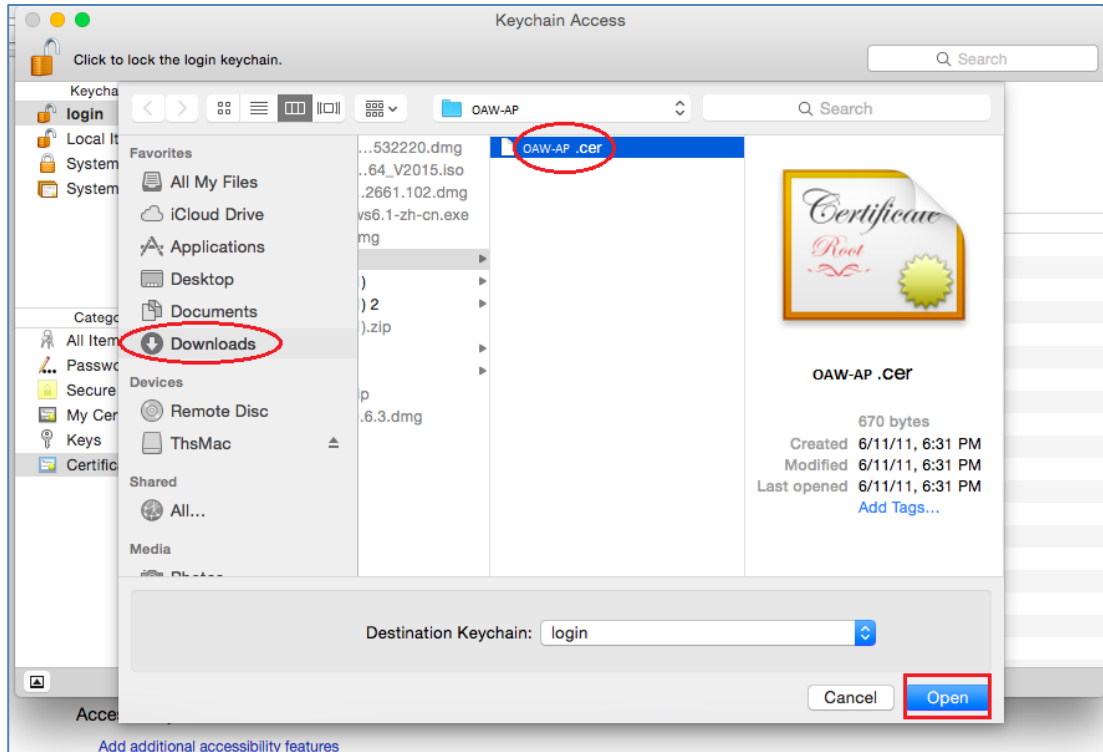 Keychain Access
Click to lock the login keychain.
Search
Keycha
login
Local It
System
System
Catego
All Item
Passwo
Secure
My Cer
Keys
Certific
OAW-AP
Search
Favorites
All My Files
iCloud Drive
Applications
Desktop
Documents
Downloads
Devices
Remote Disc
ThsMac
Shared
All...
Media
Photos
...532220.dmg
..64_V2015.iso
.2661.102.dmg
ws6.1-zh-cn.exe
mg
)
) 2
).zip
ip
.6.3.dmg
OAW-AP .cer
Certificate
Root
OAW-AP .cer
670 bytes
Created 6/11/11, 6:31 PM
Modified 6/11/11, 6:31 PM
Last opened 6/11/11, 6:31 PM
Add Tags...
Destination Keychain: login
Cancel
Open
Acce
Add additional accessibility features